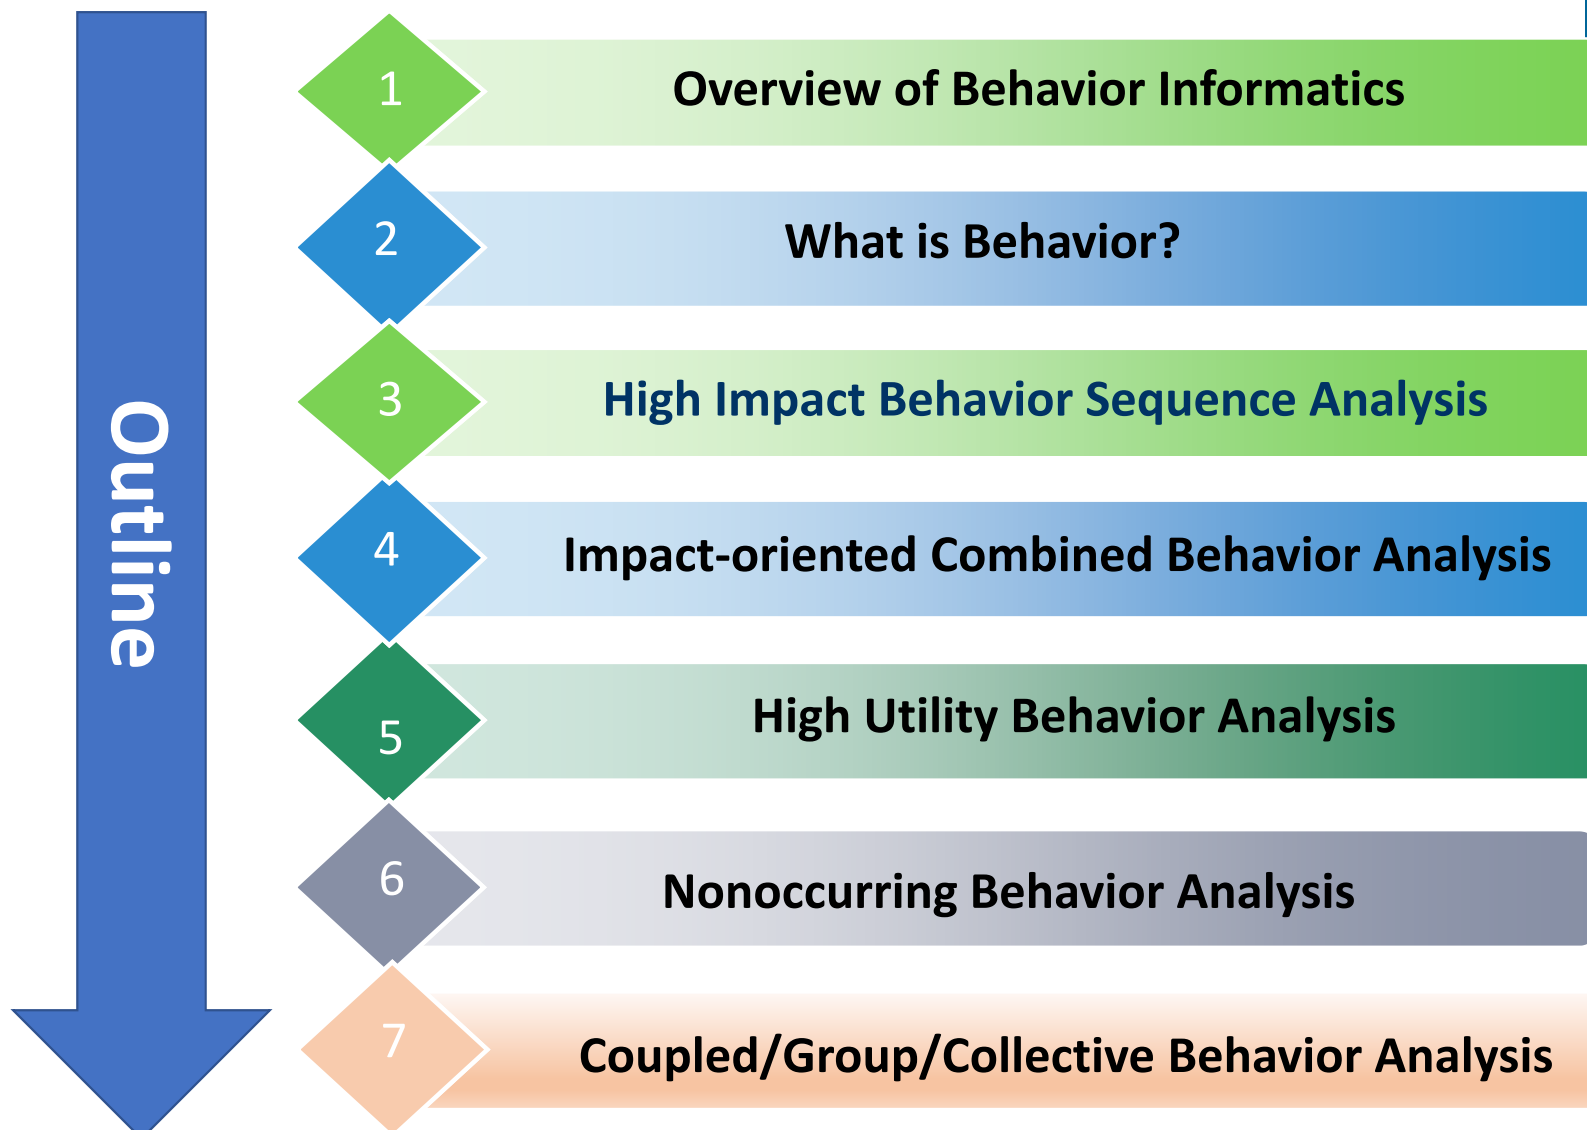 Outline
1
Overview of Behavior Informatics
2
What is Behavior?
3
High Impact Behavior Sequence Analysis
4
Impact-oriented Combined Behavior Analysis
5
High Utility Behavior Analysis
6
Nonoccurring Behavior Analysis
7
Coupled/Group/Collective Behavior Analysis